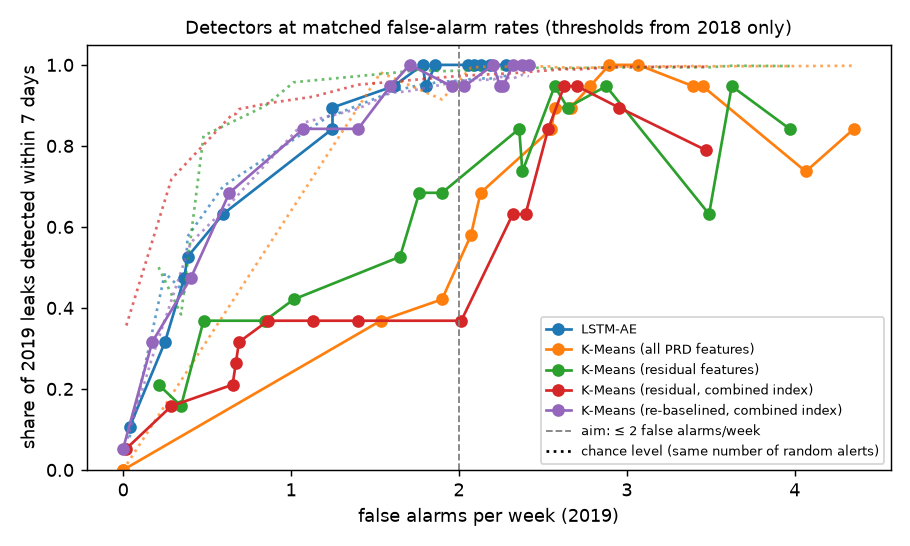 Detectors at matched false-alarm rates (thresholds from 2018 only)
share of 2019 leaks detected within 7 days
1.0
0.8
0.6
0.4
0.2
0.0
LSTM-AE
K-Means (all PRD features)
K-Means (residual features)
K-Means (residual, combined index)
K-Means (re-baselined, combined index)
aim: ≤ 2 false alarms/week
chance level (same number of random alerts)
0 1 2 3 4
false alarms per week (2019)